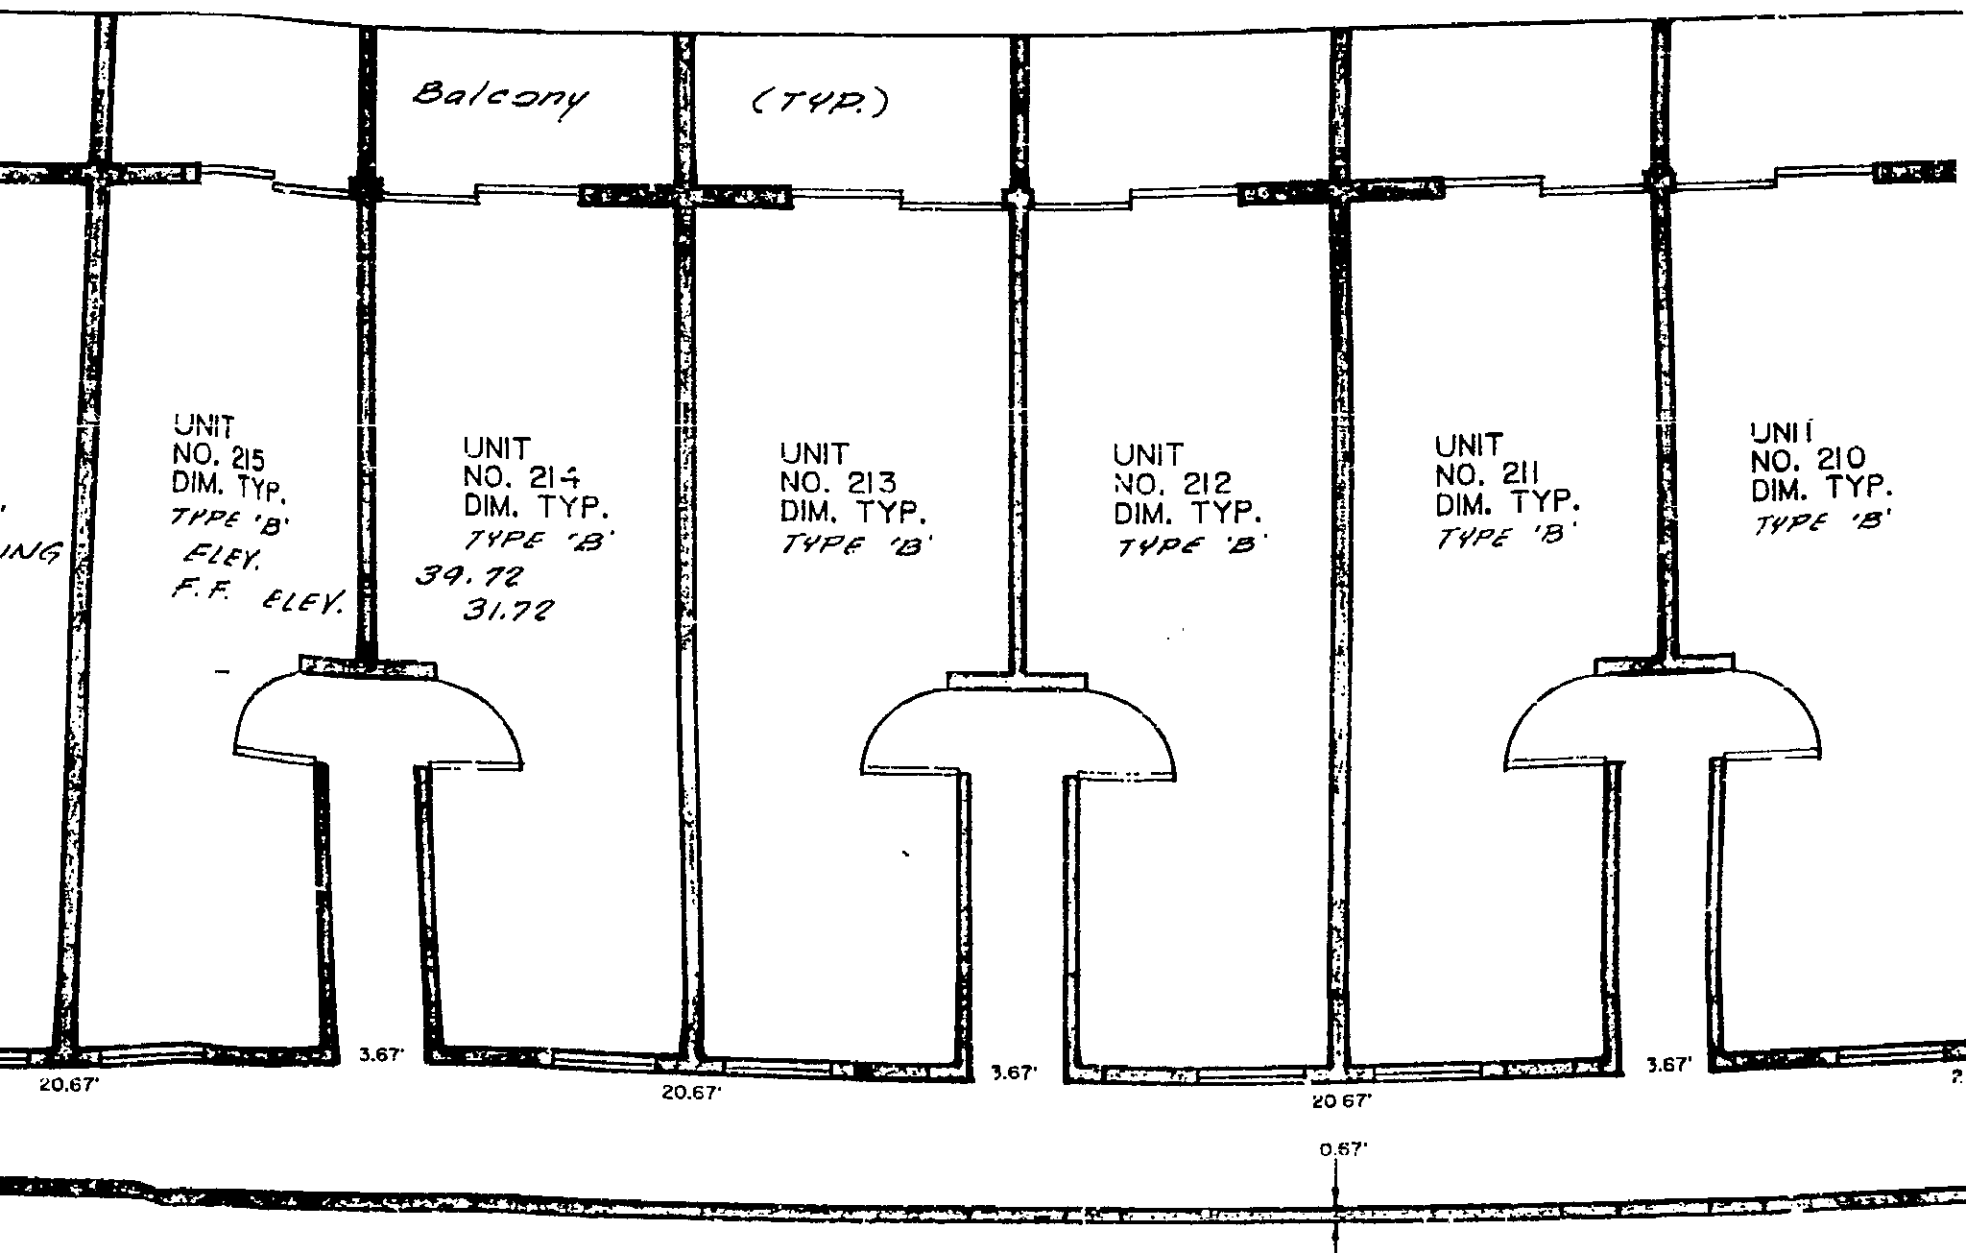 Balcony (TYP.)
UNIT
NO. 215
DIM. TYP.
TYPE 'B'
ELEV.
F.F. ELEV.
UNIT
NO. 214
DIM. TYP.
TYPE 'B'
39.72
31.72
UNIT
NO. 213
DIM. TYP.
TYPE 'B'
UNIT
NO. 212
DIM. TYP.
TYPE 'B'
UNIT
NO. 211
DIM. TYP.
TYPE 'B'
UNIT
NO. 210
DIM. TYP.
TYPE 'B'
ING
20.67'
3.67'
20.67'
3.67'
20 67'
3.67'
2
0.67'